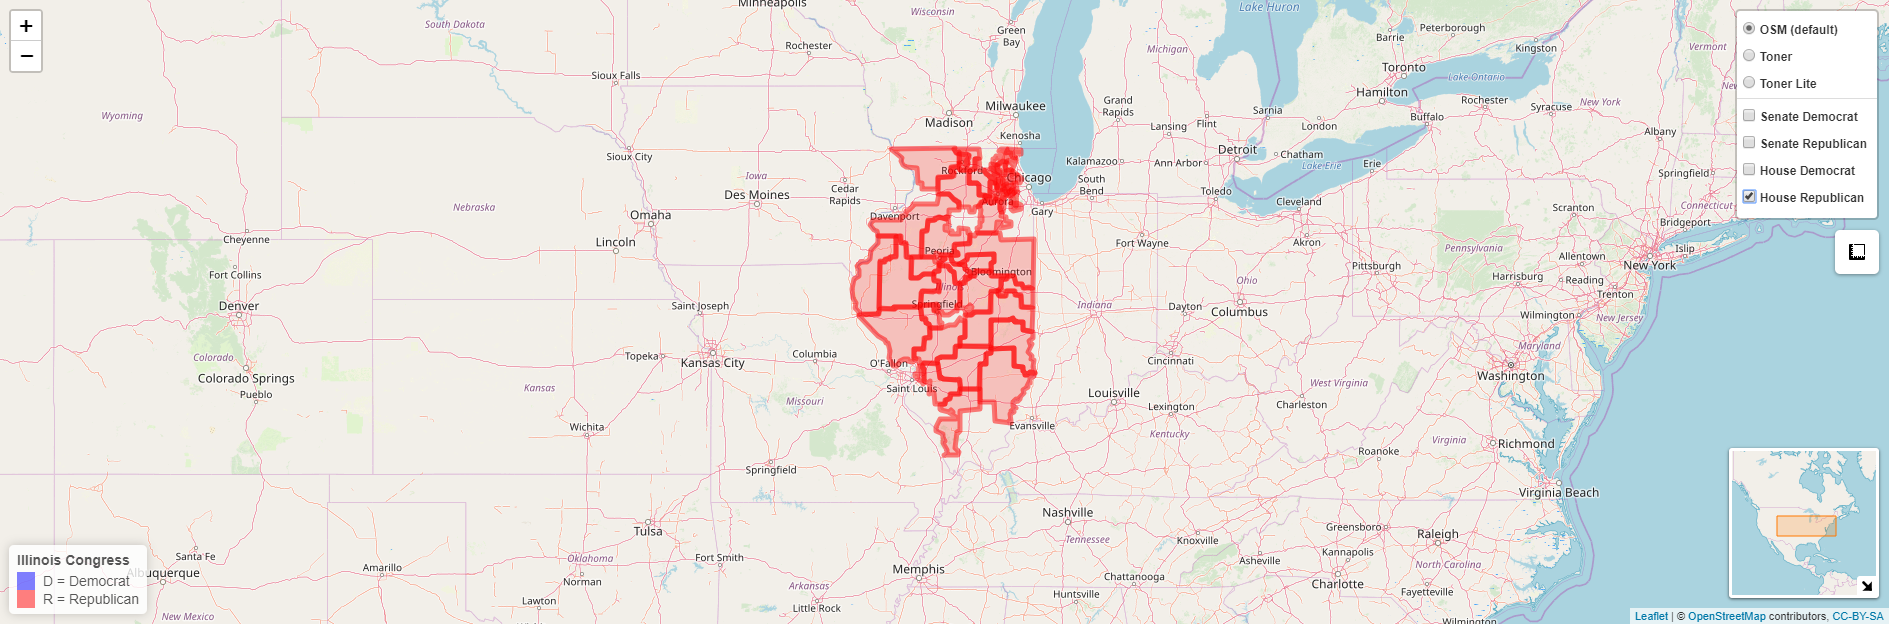 +
−
Minneapolis
South Dakota
Wisconsin
Green
Bay
Lake Huron
Michigan
Barrie
Peterborough
Kingston
Vermont
Rochester
Sioux Falls
Wyoming
Milwaukee
Madison
Kenosha
Grand
Rapids
Lansing
Flint
Sarnia
London
Toronto
Hamilton
Lake Ontario
Rochester
Syracuse
New York
Buffalo
Albany
Sioux City
Iowa
Des Moines
Cedar
Rapids
Rockford
Chicago
Aurora
Gary
Kalamazoo
South
Bend
Ann Arbor
Detroit
Chatham
Lake Erie
Erie
Toledo
Cleveland
Springfield
Connecticut
Scranton
Bridgeport
Nebraska
Omaha
Lincoln
Davenport
Peoria
Bloomington
Illinois
Springfield
Fort Wayne
Akron
Pennsylvania
Pittsburgh
Harrisburg
Allentown
Reading
Trenton
Islip
New York
Cheyenne
Fort Collins
Denver
Colorado
Colorado Springs
Pueblo
Saint Joseph
Topeka
Kansas City
Columbia
O'Fallon
Saint Louis
Missouri
Indiana
Ohio
Dayton
Columbus
Cincinnati
Wilmington
New Jersey
Maryland
Washington
Kansas
Wichita
Springfield
Evansville
Louisville
Lexington
Kentucky
West Virginia
Charleston
Virginia
Richmond
Roanoke
Virginia Beach
Tulsa
Nashville
Tennessee
Knoxville
Greensboro
Raleigh
Santa Fe
Albuquerque
New Mexico
Amarillo
Oklahoma
Norman
Lawton
Fort Smith
Arkansas
Little Rock
Memphis
Huntsville
Chattanooga
Asheville
Kannapolis
Charlotte
North Carolina
Fayetteville
Wilmington
OSM (default)
Toner
Toner Lite
Senate Democrat
Senate Republican
House Democrat
House Republican
Illinois Congress
D = Democrat
R = Republican
Leaflet | © OpenStreetMap contributors, CC-BY-SA